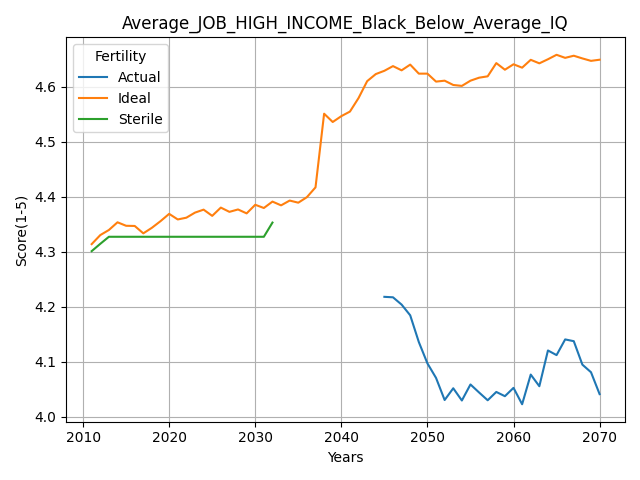 Average_JOB_HIGH_INCOME_Black_Below_Average_IQ
Fertility
Actual
Ideal
Sterile
Score(1-5)
4.6
4.5
4.4
4.3
4.2
4.1
4.0
2010 2020 2030 2040 2050 2060 2070
Years